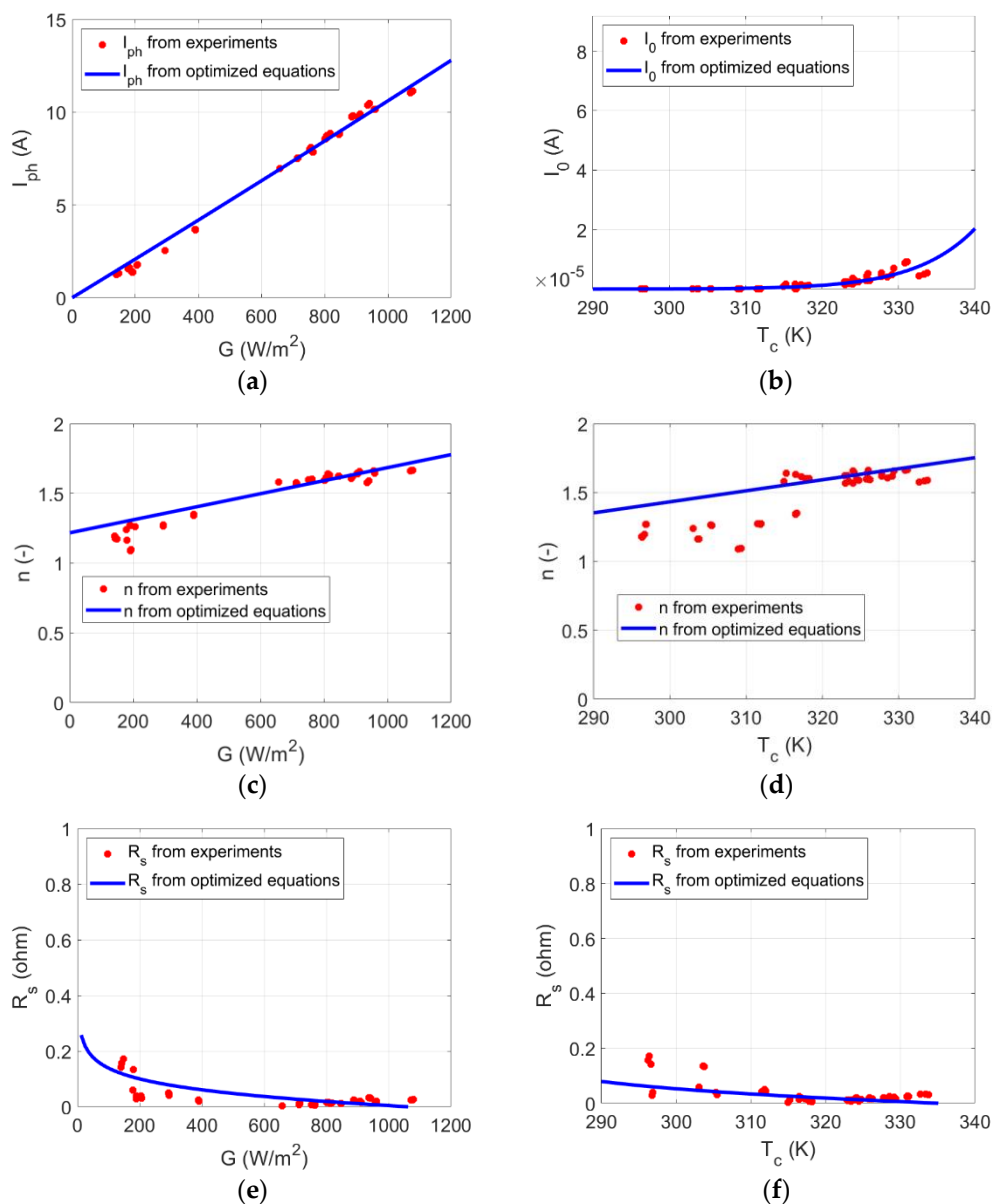 15
10
5
0
I_ph (A)
I_ph from experiments
I_ph from optimized equations
0 200 400 600 800 1000 1200
G (W/m²)
(a)
8
6
4
2
×10⁻⁵
I_0 (A)
I_0 from experiments
I_0 from optimized equations
290 300 310 320 330 340
T_c (K)
(b)
2
1.5
1
0.5
0
n (-)
n from experiments
n from optimized equations
0 200 400 600 800 1000 1200
G (W/m²)
(c)
2
1.5
1
0.5
0
n (-)
n from experiments
n from optimized equations
290 300 310 320 330 340
T_c (K)
(d)
1
0.8
0.6
0.4
0.2
0
R_s (ohm)
R_s from experiments
R_s from optimized equations
0 200 400 600 800 1000 1200
G (W/m²)
(e)
1
0.8
0.6
0.4
0.2
0
R_s (ohm)
R_s from experiments
R_s from optimized equations
290 300 310 320 330 340
T_c (K)
(f)